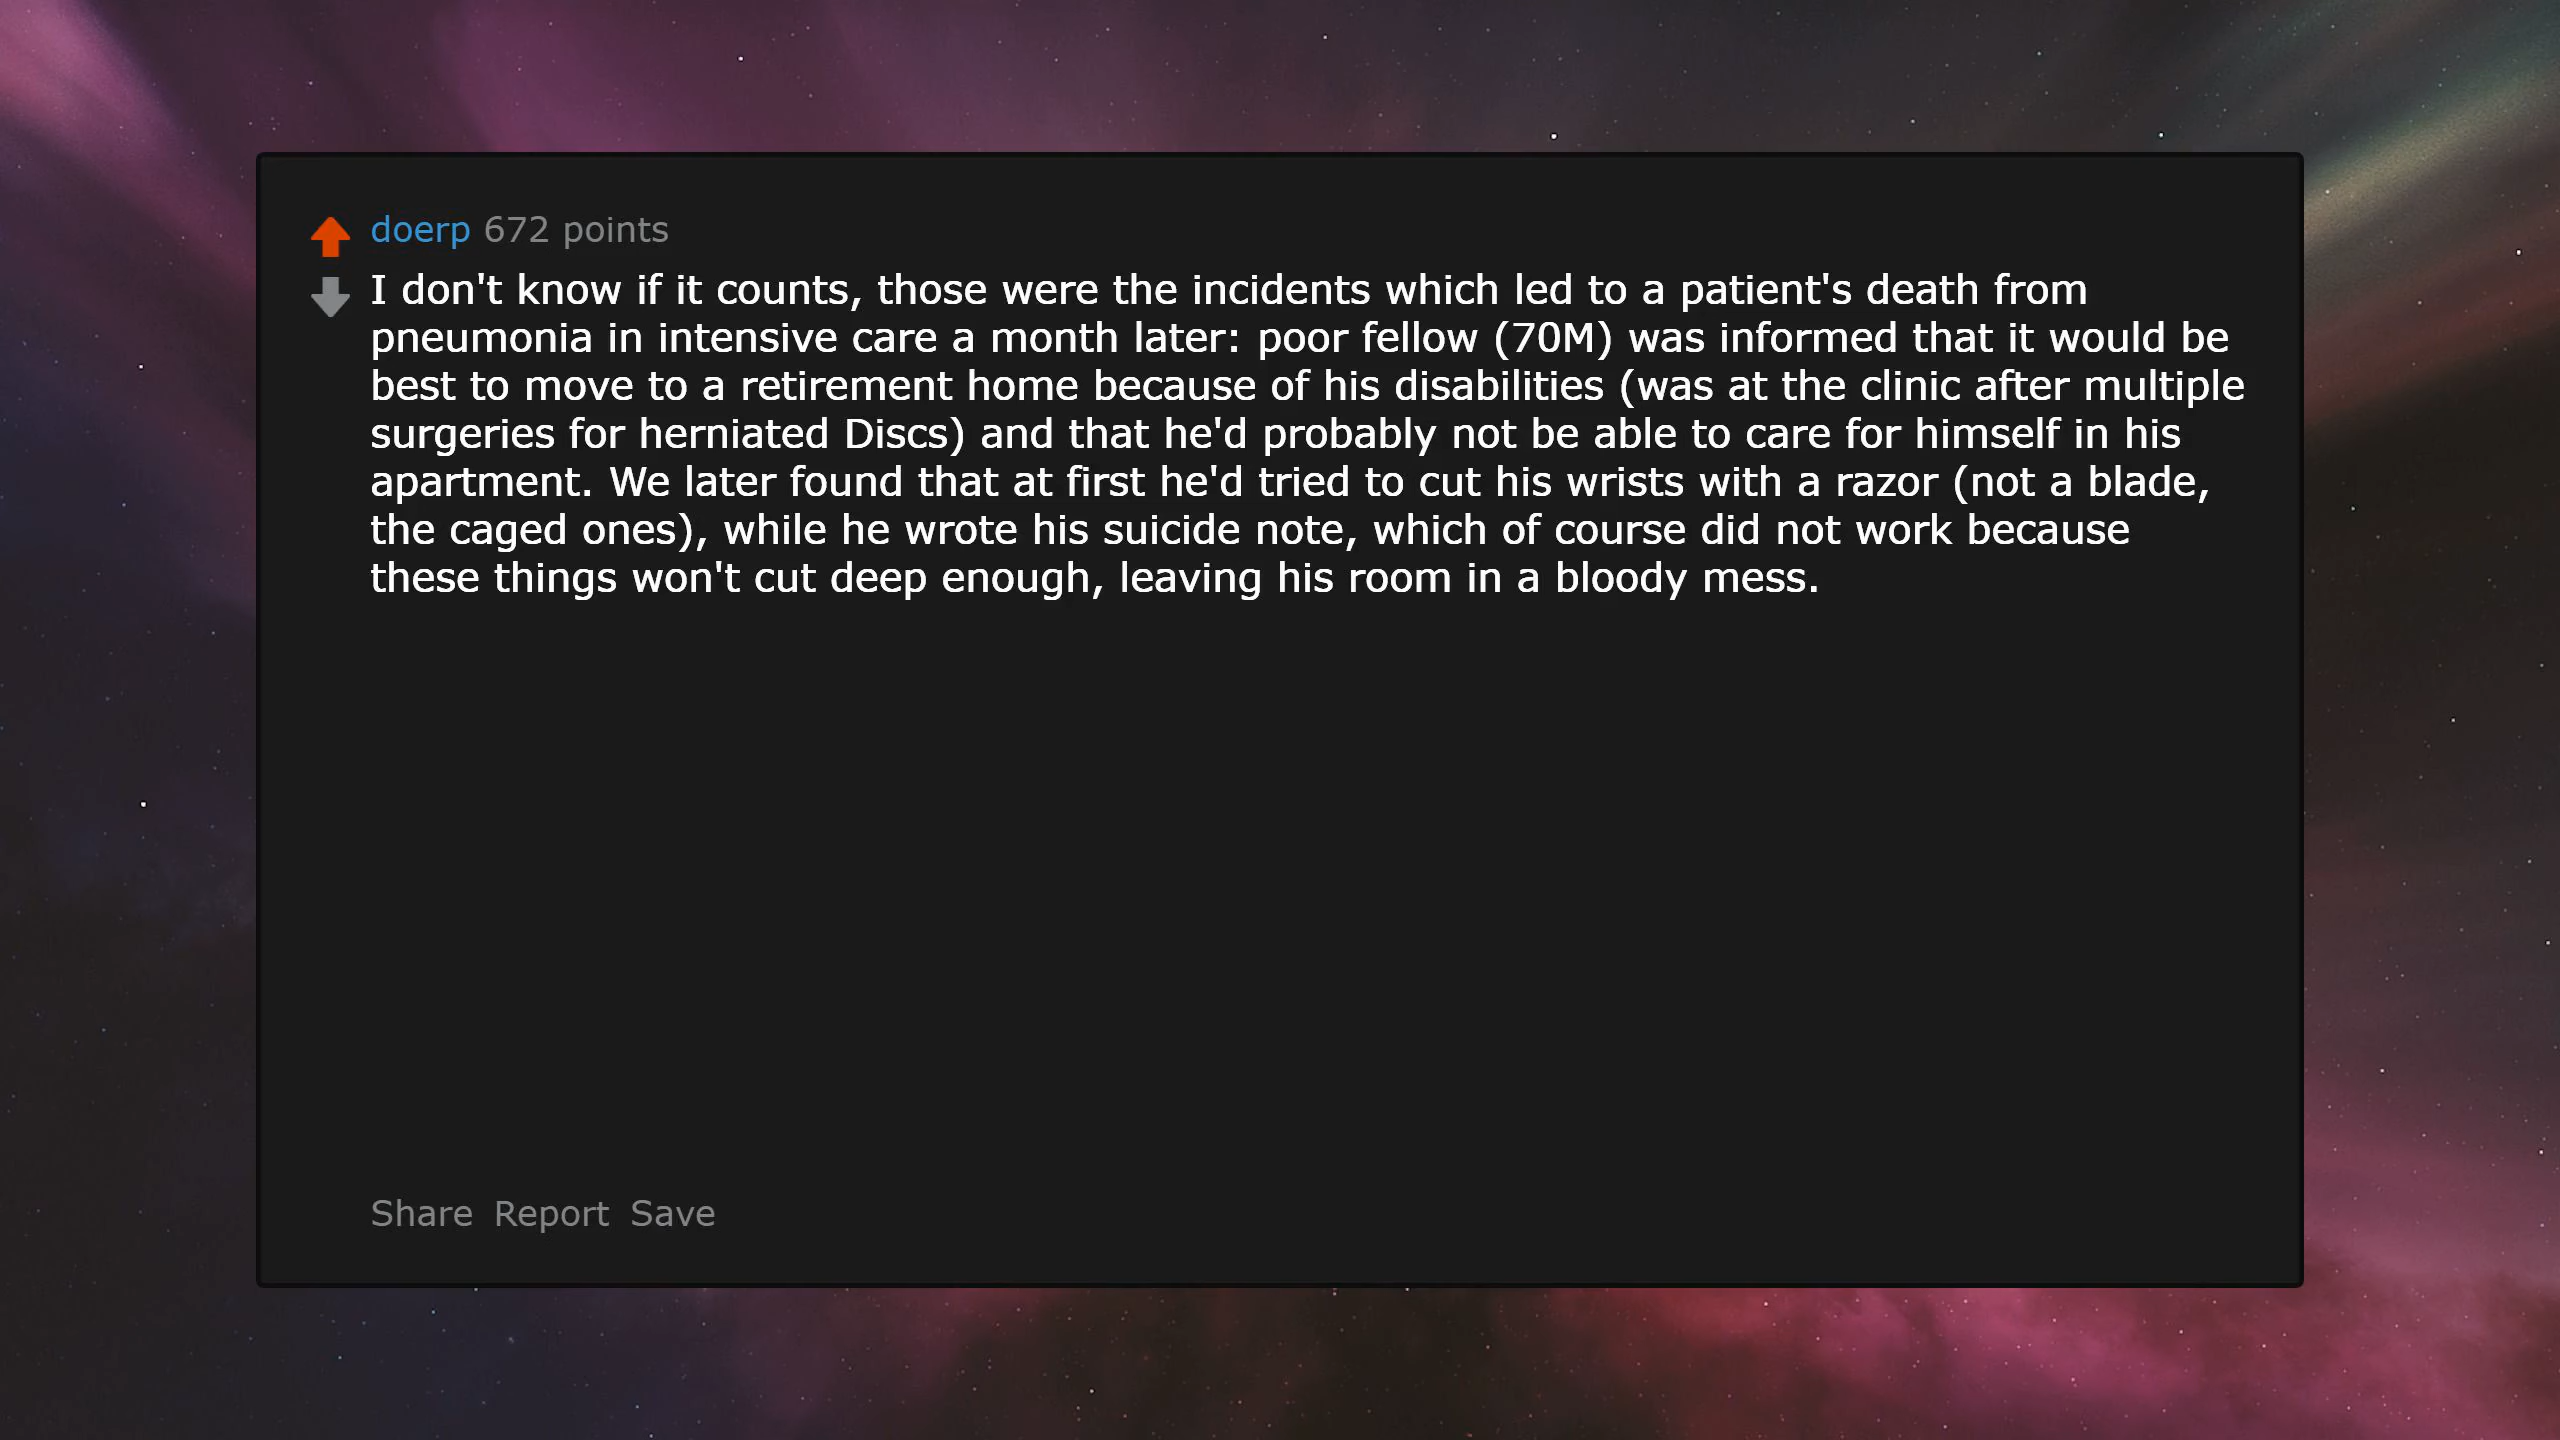 doerp 672 points
I don't know if it counts, those were the incidents which led to a patient's death from
pneumonia in intensive care a month later: poor fellow (70M) was informed that it would be
best to move to a retirement home because of his disabilities (was at the clinic after multiple
surgeries for herniated Discs) and that he'd probably not be able to care for himself in his
apartment. We later found that at first he'd tried to cut his wrists with a razor (not a blade,
the caged ones), while he wrote his suicide note, which of course did not work because
these things won't cut deep enough, leaving his room in a bloody mess.
Share Report Save